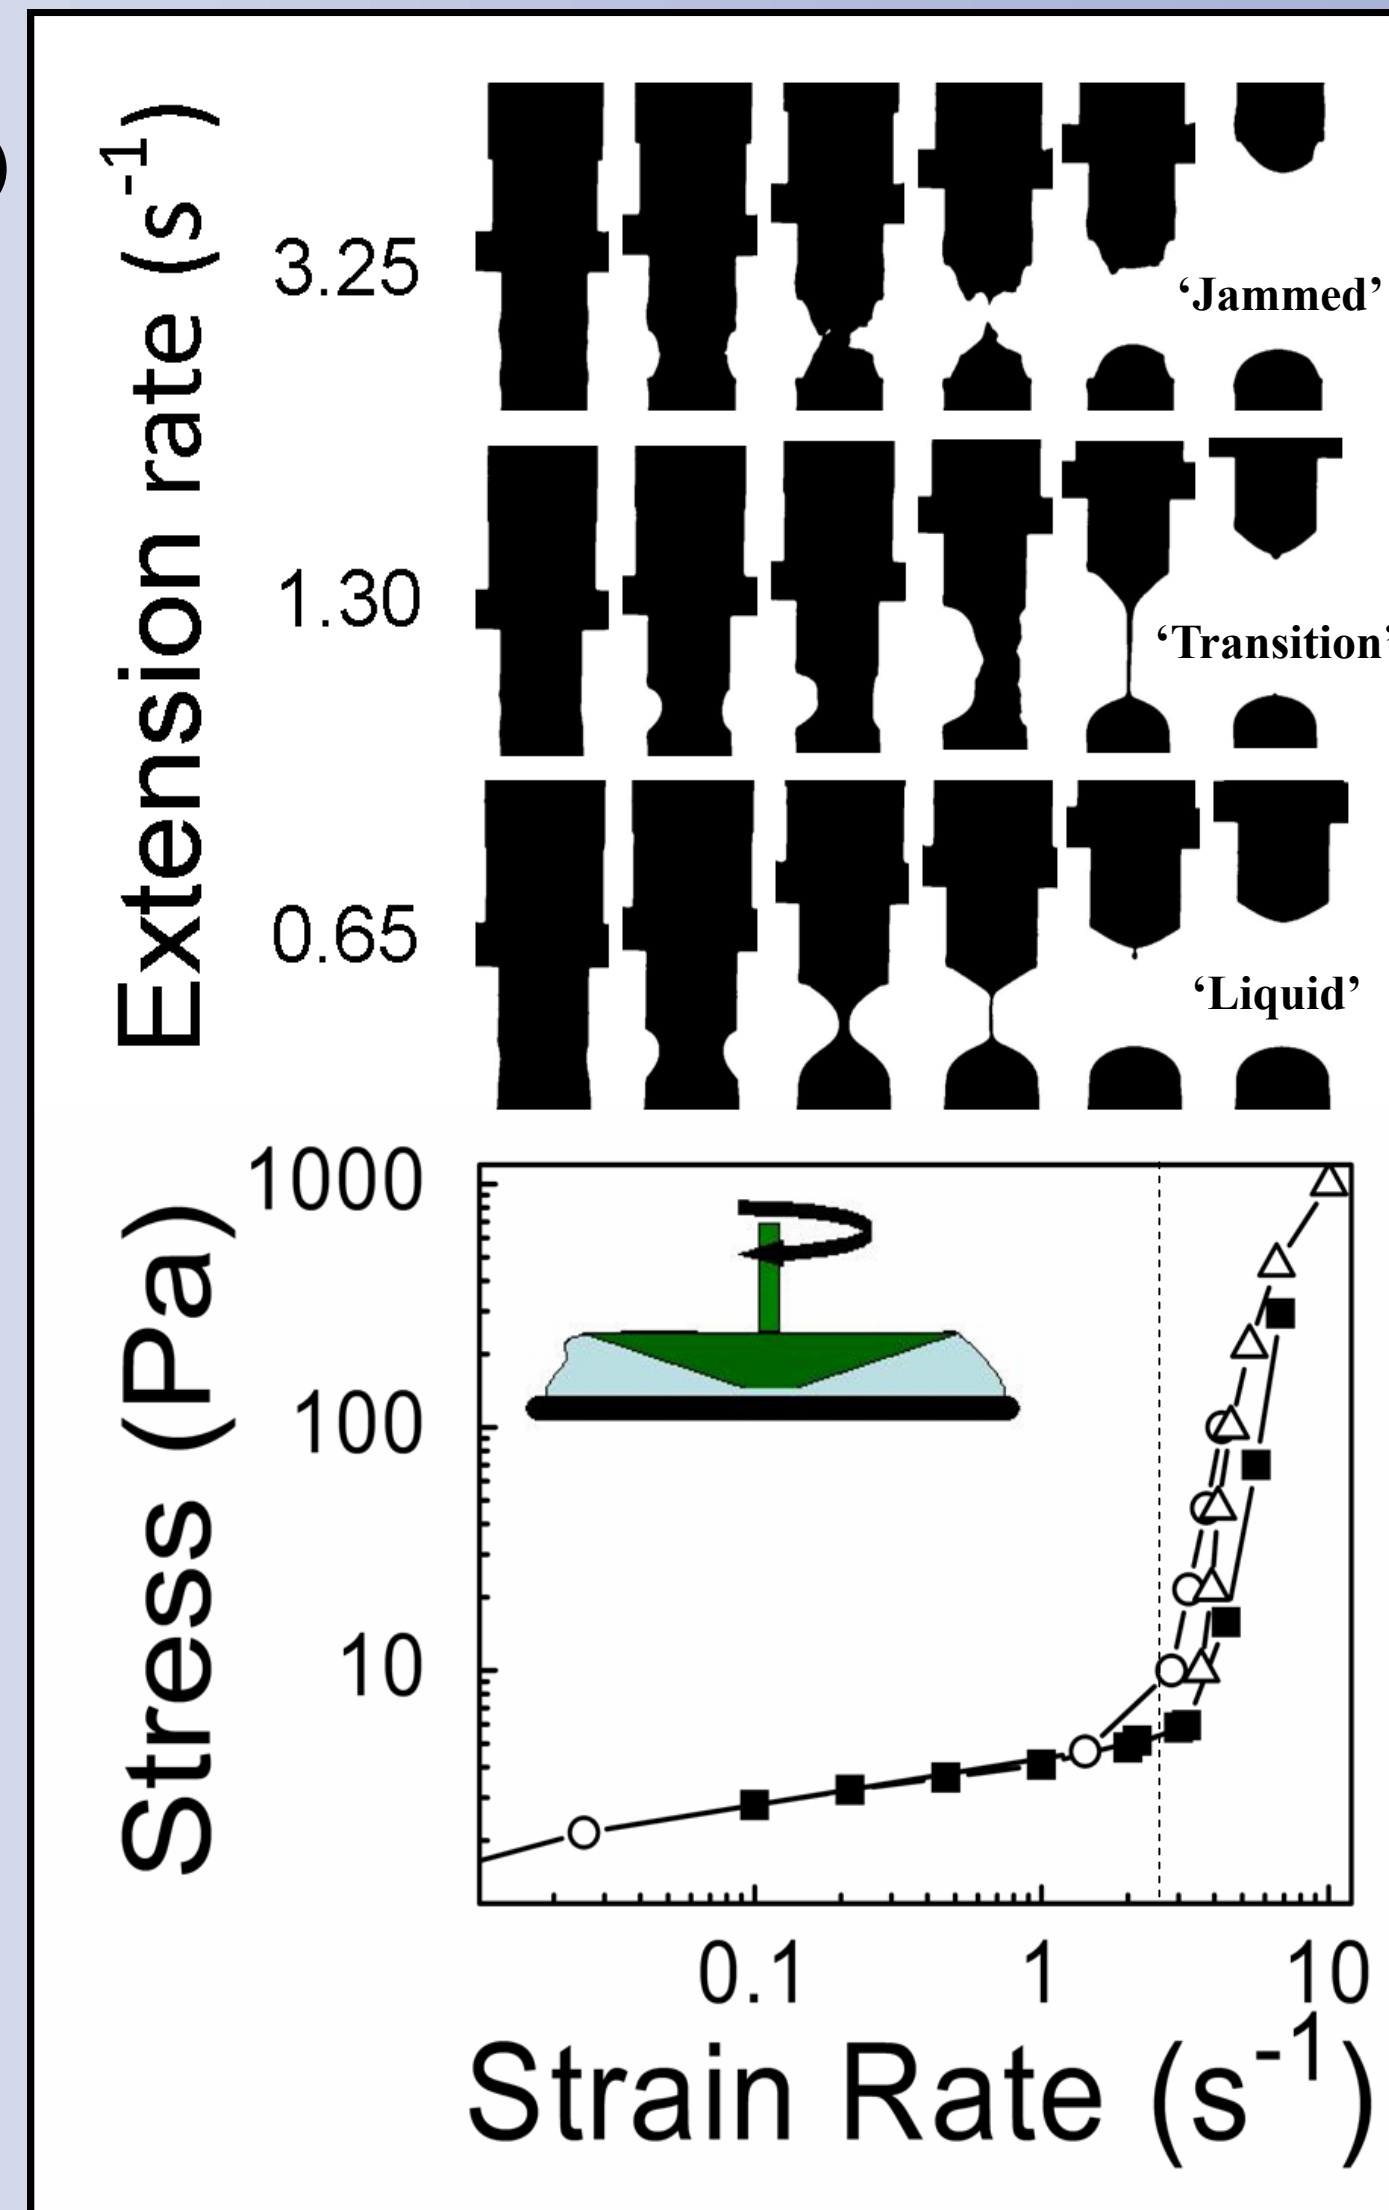 )
Extension rate (s⁻¹)
3.25
‘Jammed’
1.30
‘Transition’
0.65
‘Liquid’
Stress (Pa)
1000
100
10
0.1 1 10
Strain Rate (s⁻¹)